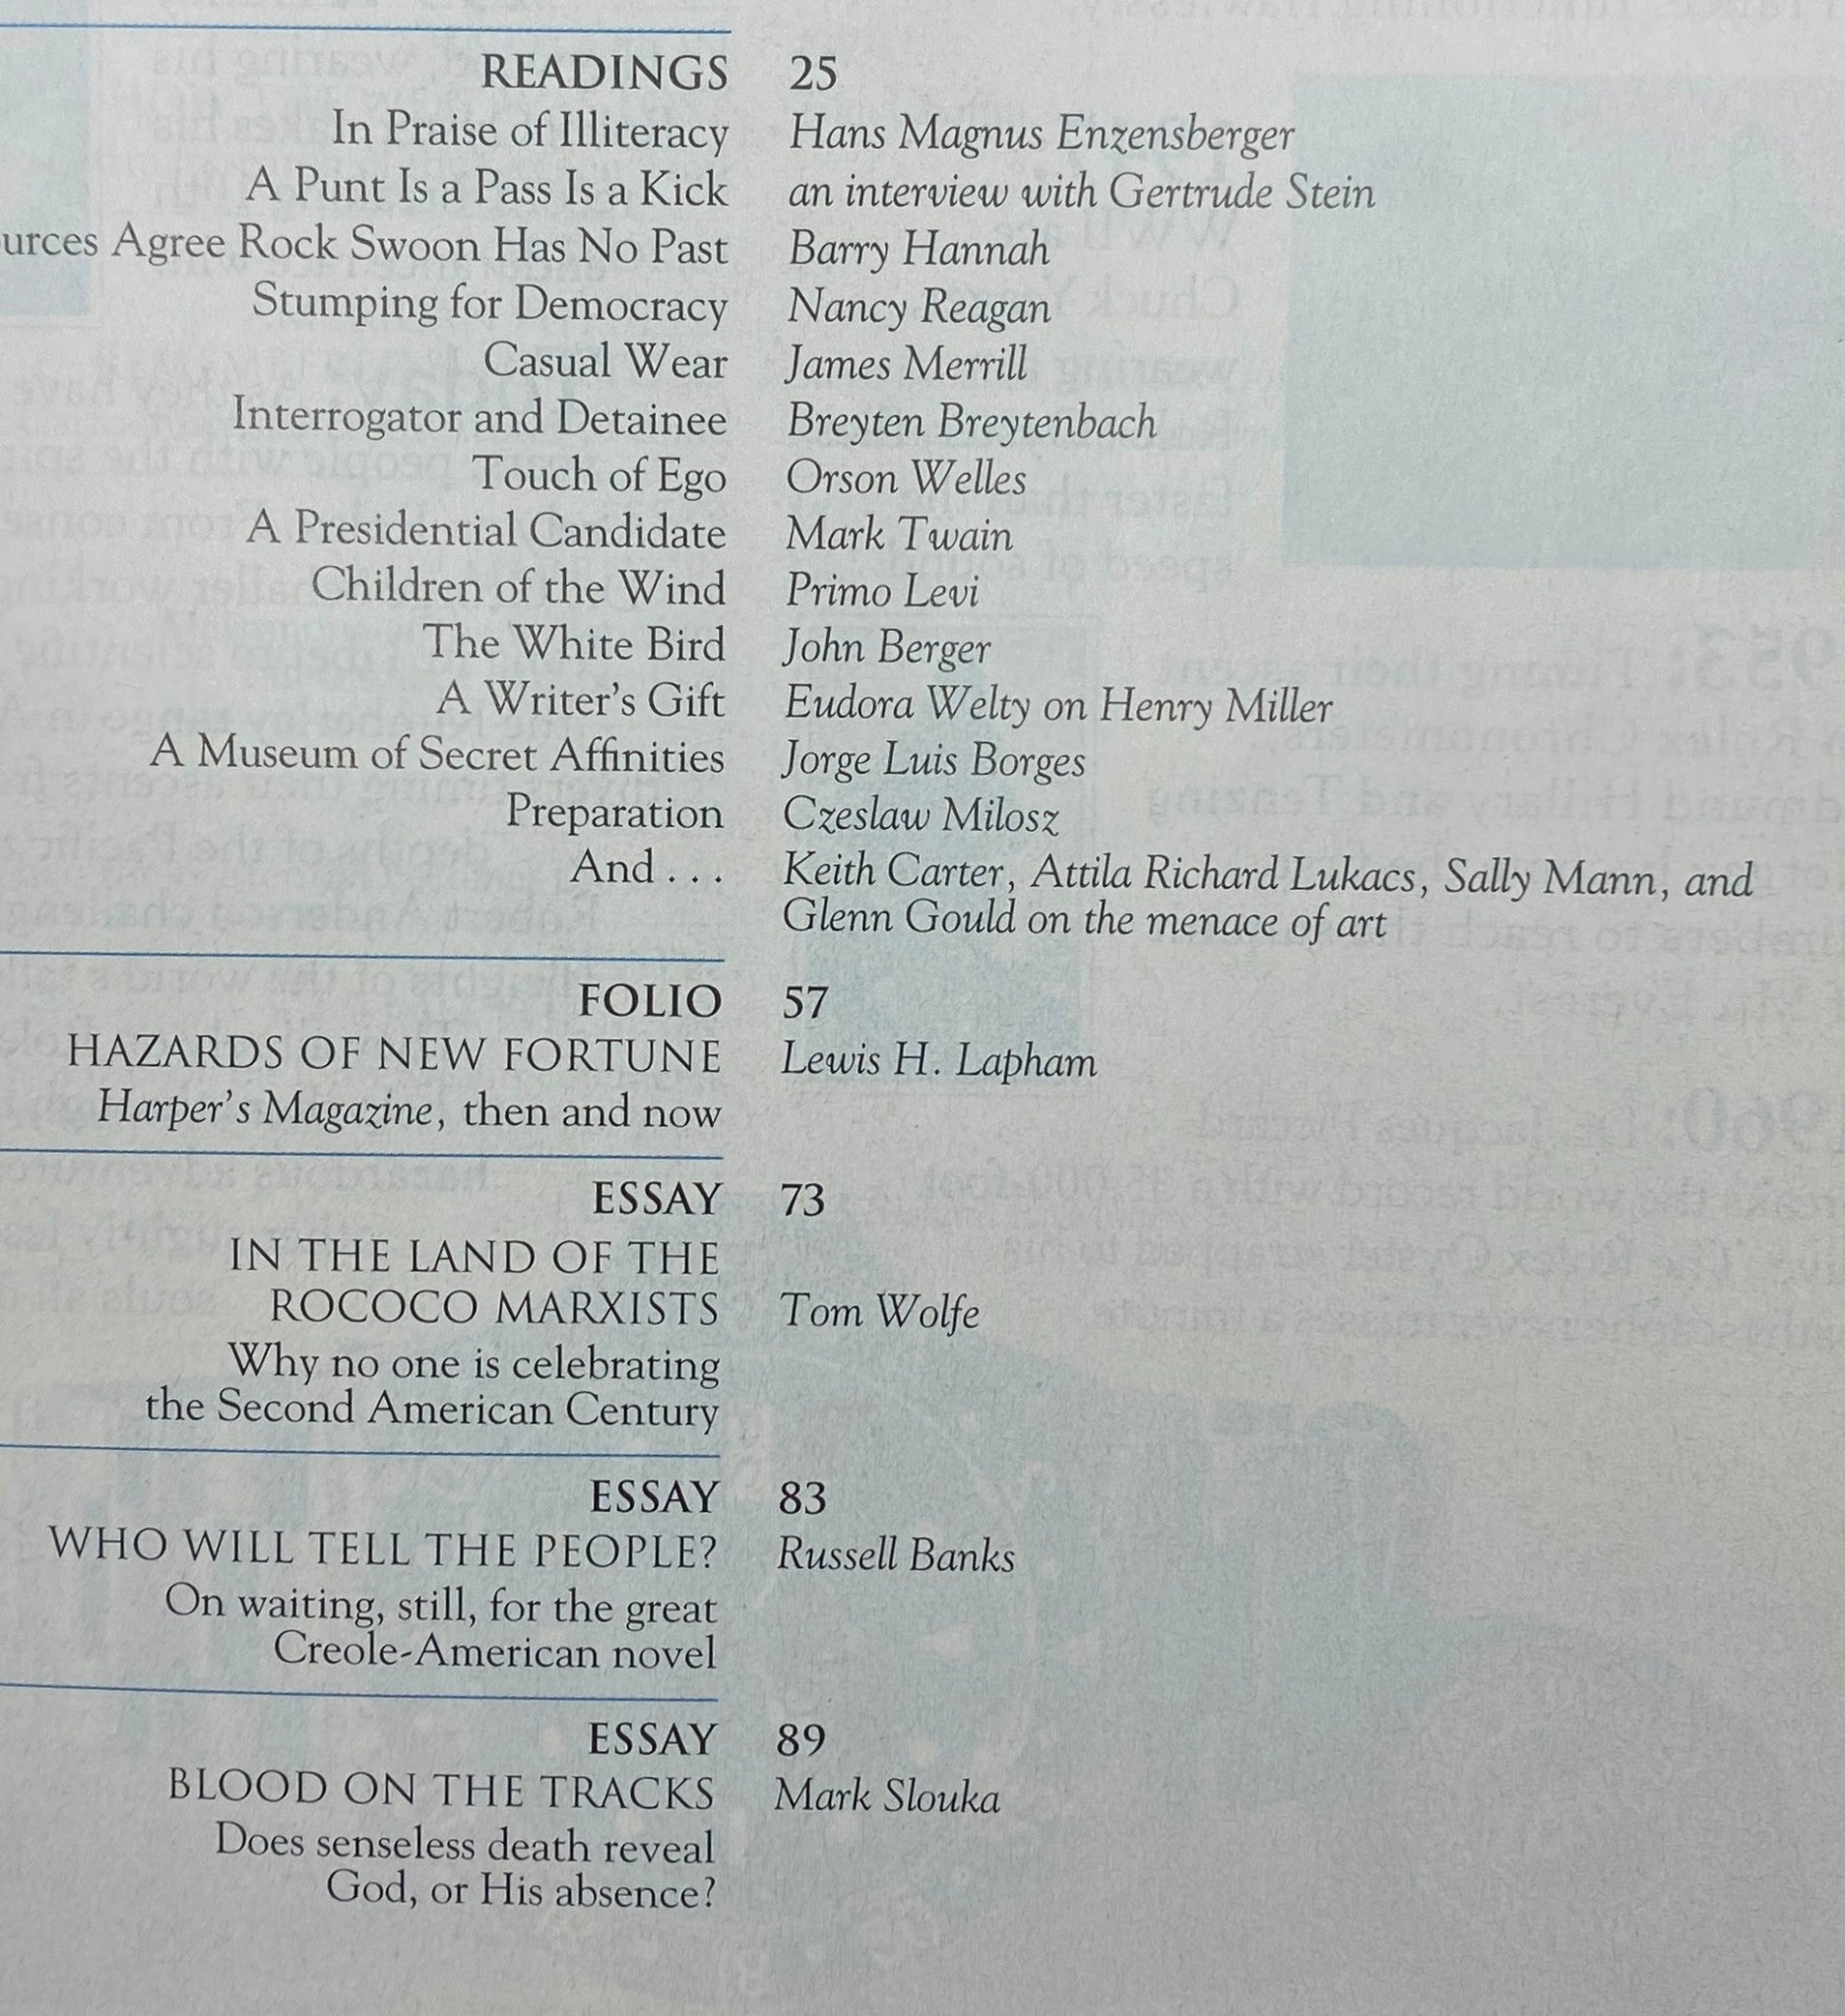 READINGS 25
In Praise of Illiteracy Hans Magnus Enzensberger
A Punt Is a Pass Is a Kick an interview with Gertrude Stein
Agree Rock Swoon Has No Past Barry Hannah
Stumping for Democracy Nancy Reagan
Casual Wear James Merrill
Interrogator and Detainee Breyten Breytenbach
Touch of Ego Orson Welles
A Presidential Candidate Mark Twain
Children of the Wind Primo Levi
The White Bird John Berger
A Writer's Gift Eudora Welty on Henry Miller
A Museum of Secret Affinities Jorge Luis Borges
Preparation Czeslaw Milosz
And . . . Keith Carter, Attila Richard Lukacs, Sally Mann, and
Glenn Gould on the menace of art
FOLIO 57
HAZARDS OF NEW FORTUNE Lewis H. Lapham
Harper's Magazine, then and now
ESSAY 73
IN THE LAND OF THE
ROCOCO MARXISTS Tom Wolfe
Why no one is celebrating
the Second American Century
ESSAY 83
WHO WILL TELL THE PEOPLE? Russell Banks
On waiting, still, for the great
Creole-American novel
ESSAY 89
BLOOD ON THE TRACKS Mark Slouka
Does senseless death reveal
God, or His absence?